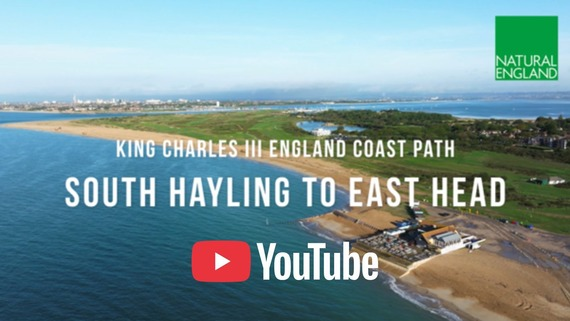 NATURAL
ENGLAND
KING CHARLES III ENGLAND COAST PATH
SOUTH HAYLING TO EAST HEAD
YouTube